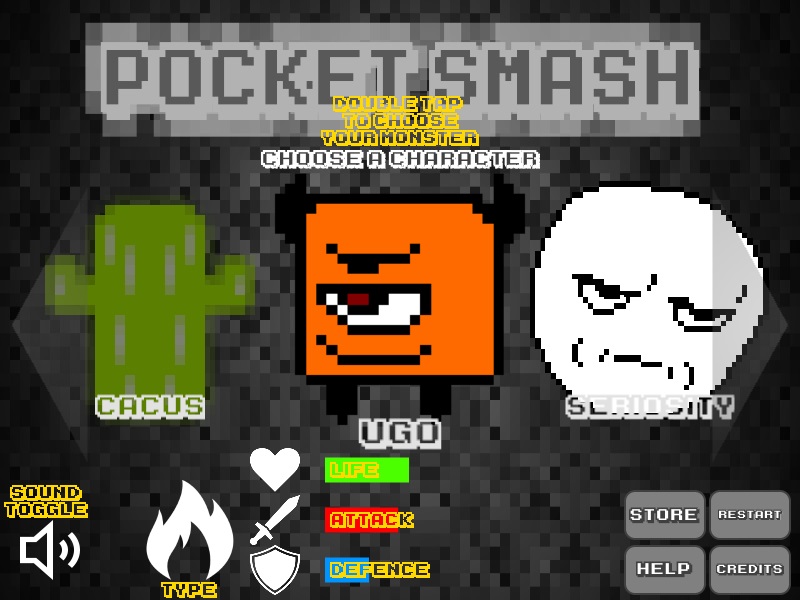 POCKET SMASH
DOUBLE TAP
TO CHOOSE
YOUR MONSTER
CHOOSE A CHARACTER
CACUS
UGO
SERIOSITY
SOUND
TOGGLE
TYPE
LIFE
ATTACK
DEFENCE
STORE
RESTART
HELP
CREDITS